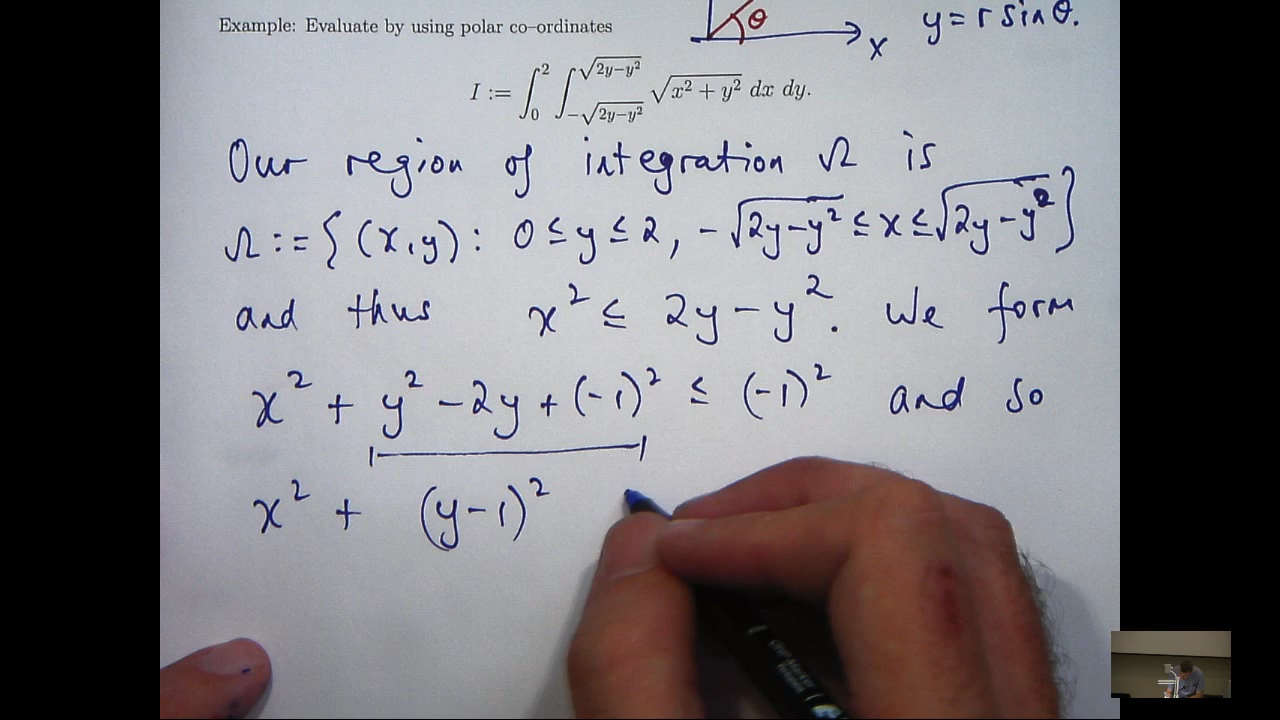 Example: Evaluate by using polar co–ordinates
θ
x
y = r sin θ.
I := ∫_0^2 ∫_{-√(2y−y²)}^{√(2y−y²)} √(x² + y²) dx dy.
Our region of integration Ω is
Ω := {(x,y): 0 ≤ y ≤ 2, −√(2y−y²) ≤ x ≤ √(2y−y²)}
and thus x² ≤ 2y − y². We form
x² + y² − 2y + (−1)² ≤ (−1)² and so
x² + (y−1)²